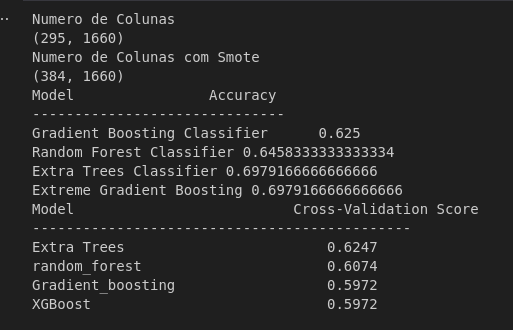 Numero de Colunas
(295, 1660)
Numero de Colunas com Smote
(384, 1660)
Model                Accuracy
------------------------------
Gradient Boosting Classifier      0.625
Random Forest Classifier 0.6458333333333334
Extra Trees Classifier 0.6979166666666666
Extreme Gradient Boosting 0.6979166666666666
Model                          Cross-Validation Score
---------------------------------------------
Extra Trees                        0.6247
random_forest                      0.6074
Gradient_boosting                  0.5972
XGBoost                            0.5972